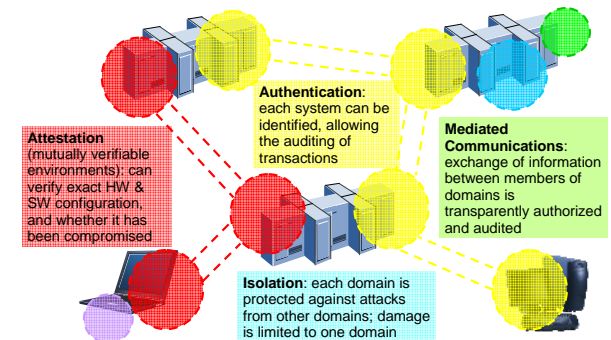 Authentication:
each system can be
identified, allowing
the auditing of
transactions
Attestation
(mutually verifiable
environments): can
verify exact HW &
SW configuration,
and whether it has
been compromised
Mediated
Communications:
exchange of information
between members of
domains is
transparently authorized
and audited
Isolation: each domain is
protected against attacks
from other domains; damage
is limited to one domain